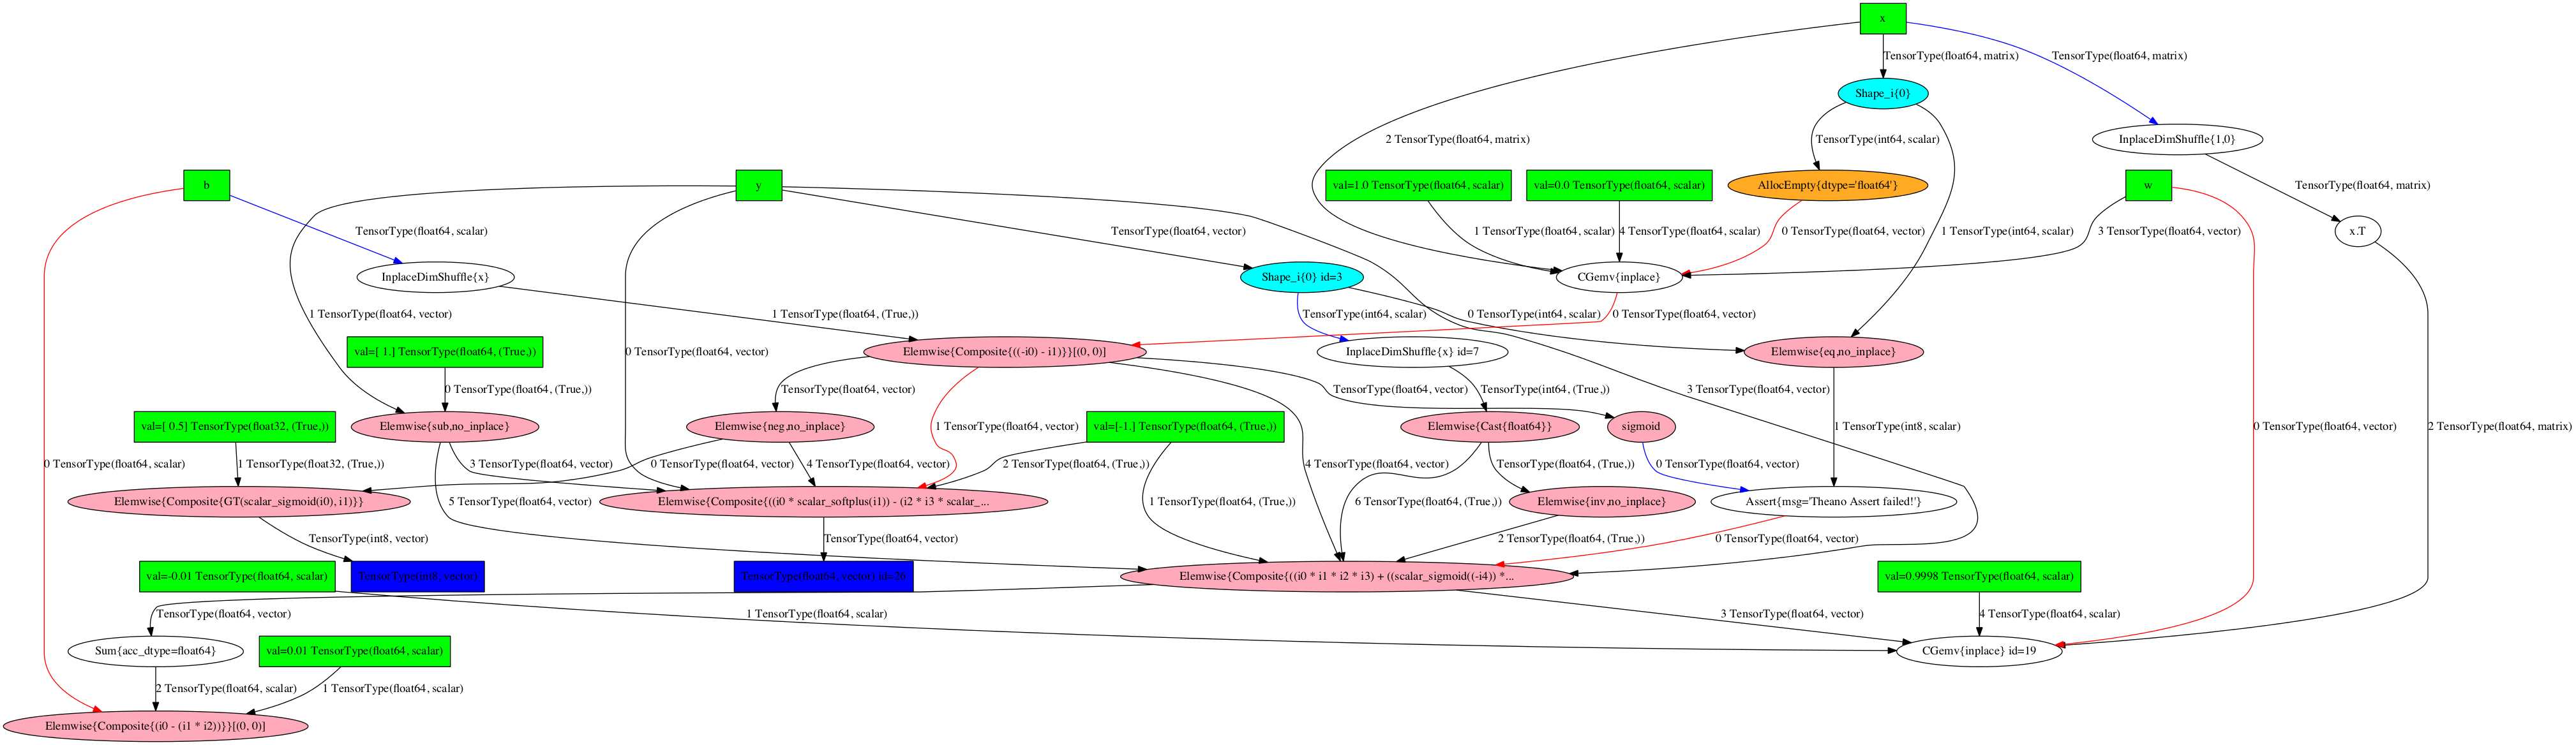 x
TensorType(float64, matrix)
TensorType(float64, matrix)
Shape_i{0}
2 TensorType(float64, matrix)
TensorType(int64, scalar)
InplaceDimShuffle{1,0}
b
y
val=1.0 TensorType(float64, scalar)
val=0.0 TensorType(float64, scalar)
AllocEmpty{dtype='float64'}
w
TensorType(float64, matrix)
TensorType(float64, scalar)
TensorType(float64, vector)
1 TensorType(float64, scalar)
4 TensorType(float64, scalar)
0 TensorType(float64, vector)
1 TensorType(int64, scalar)
3 TensorType(float64, vector)
x.T
InplaceDimShuffle{x}
Shape_i{0} id=3
CGemv{inplace}
1 TensorType(float64, vector)
1 TensorType(float64, (True,))
TensorType(int64, scalar)
0 TensorType(int64, scalar)
0 TensorType(float64, vector)
val=[ 1.] TensorType(float64, (True,))
0 TensorType(float64, vector)
Elemwise{Composite{((-i0) - i1)}}[(0, 0)]
InplaceDimShuffle{x} id=7
Elemwise{eq,no_inplace}
0 TensorType(float64, (True,))
TensorType(float64, vector)
TensorType(float64, vector)
TensorType(int64, (True,))
3 TensorType(float64, vector)
val=[ 0.5] TensorType(float32, (True,))
Elemwise{sub,no_inplace}
Elemwise{neg,no_inplace}
1 TensorType(float64, vector)
val=[-1.] TensorType(float64, (True,))
Elemwise{Cast{float64}}
sigmoid
1 TensorType(int8, scalar)
0 TensorType(float64, vector)
2 TensorType(float64, matrix)
0 TensorType(float64, scalar)
1 TensorType(float32, (True,))
3 TensorType(float64, vector)
0 TensorType(float64, vector)
4 TensorType(float64, vector)
2 TensorType(float64, (True,))
4 TensorType(float64, vector)
TensorType(float64, (True,))
0 TensorType(float64, vector)
Elemwise{Composite{GT(scalar_sigmoid(i0), i1)}}
5 TensorType(float64, vector)
Elemwise{Composite{((i0 * scalar_softplus(i1)) - (i2 * i3 * scalar_...
1 TensorType(float64, (True,))
6 TensorType(float64, (True,))
Elemwise{inv,no_inplace}
Assert{msg='Theano Assert failed!'}
TensorType(int8, vector)
TensorType(float64, vector)
2 TensorType(float64, (True,))
0 TensorType(float64, vector)
val=-0.01 TensorType(float64, scalar)
TensorType(int8, vector)
TensorType(float64, vector) id=26
Elemwise{Composite{((i0 * i1 * i2 * i3) + ((scalar_sigmoid((-i4)) *...
val=0.9998 TensorType(float64, scalar)
TensorType(float64, vector)
1 TensorType(float64, scalar)
3 TensorType(float64, vector)
4 TensorType(float64, scalar)
Sum{acc_dtype=float64}
val=0.01 TensorType(float64, scalar)
CGemv{inplace} id=19
2 TensorType(float64, scalar)
1 TensorType(float64, scalar)
Elemwise{Composite{(i0 - (i1 * i2))}}[(0, 0)]